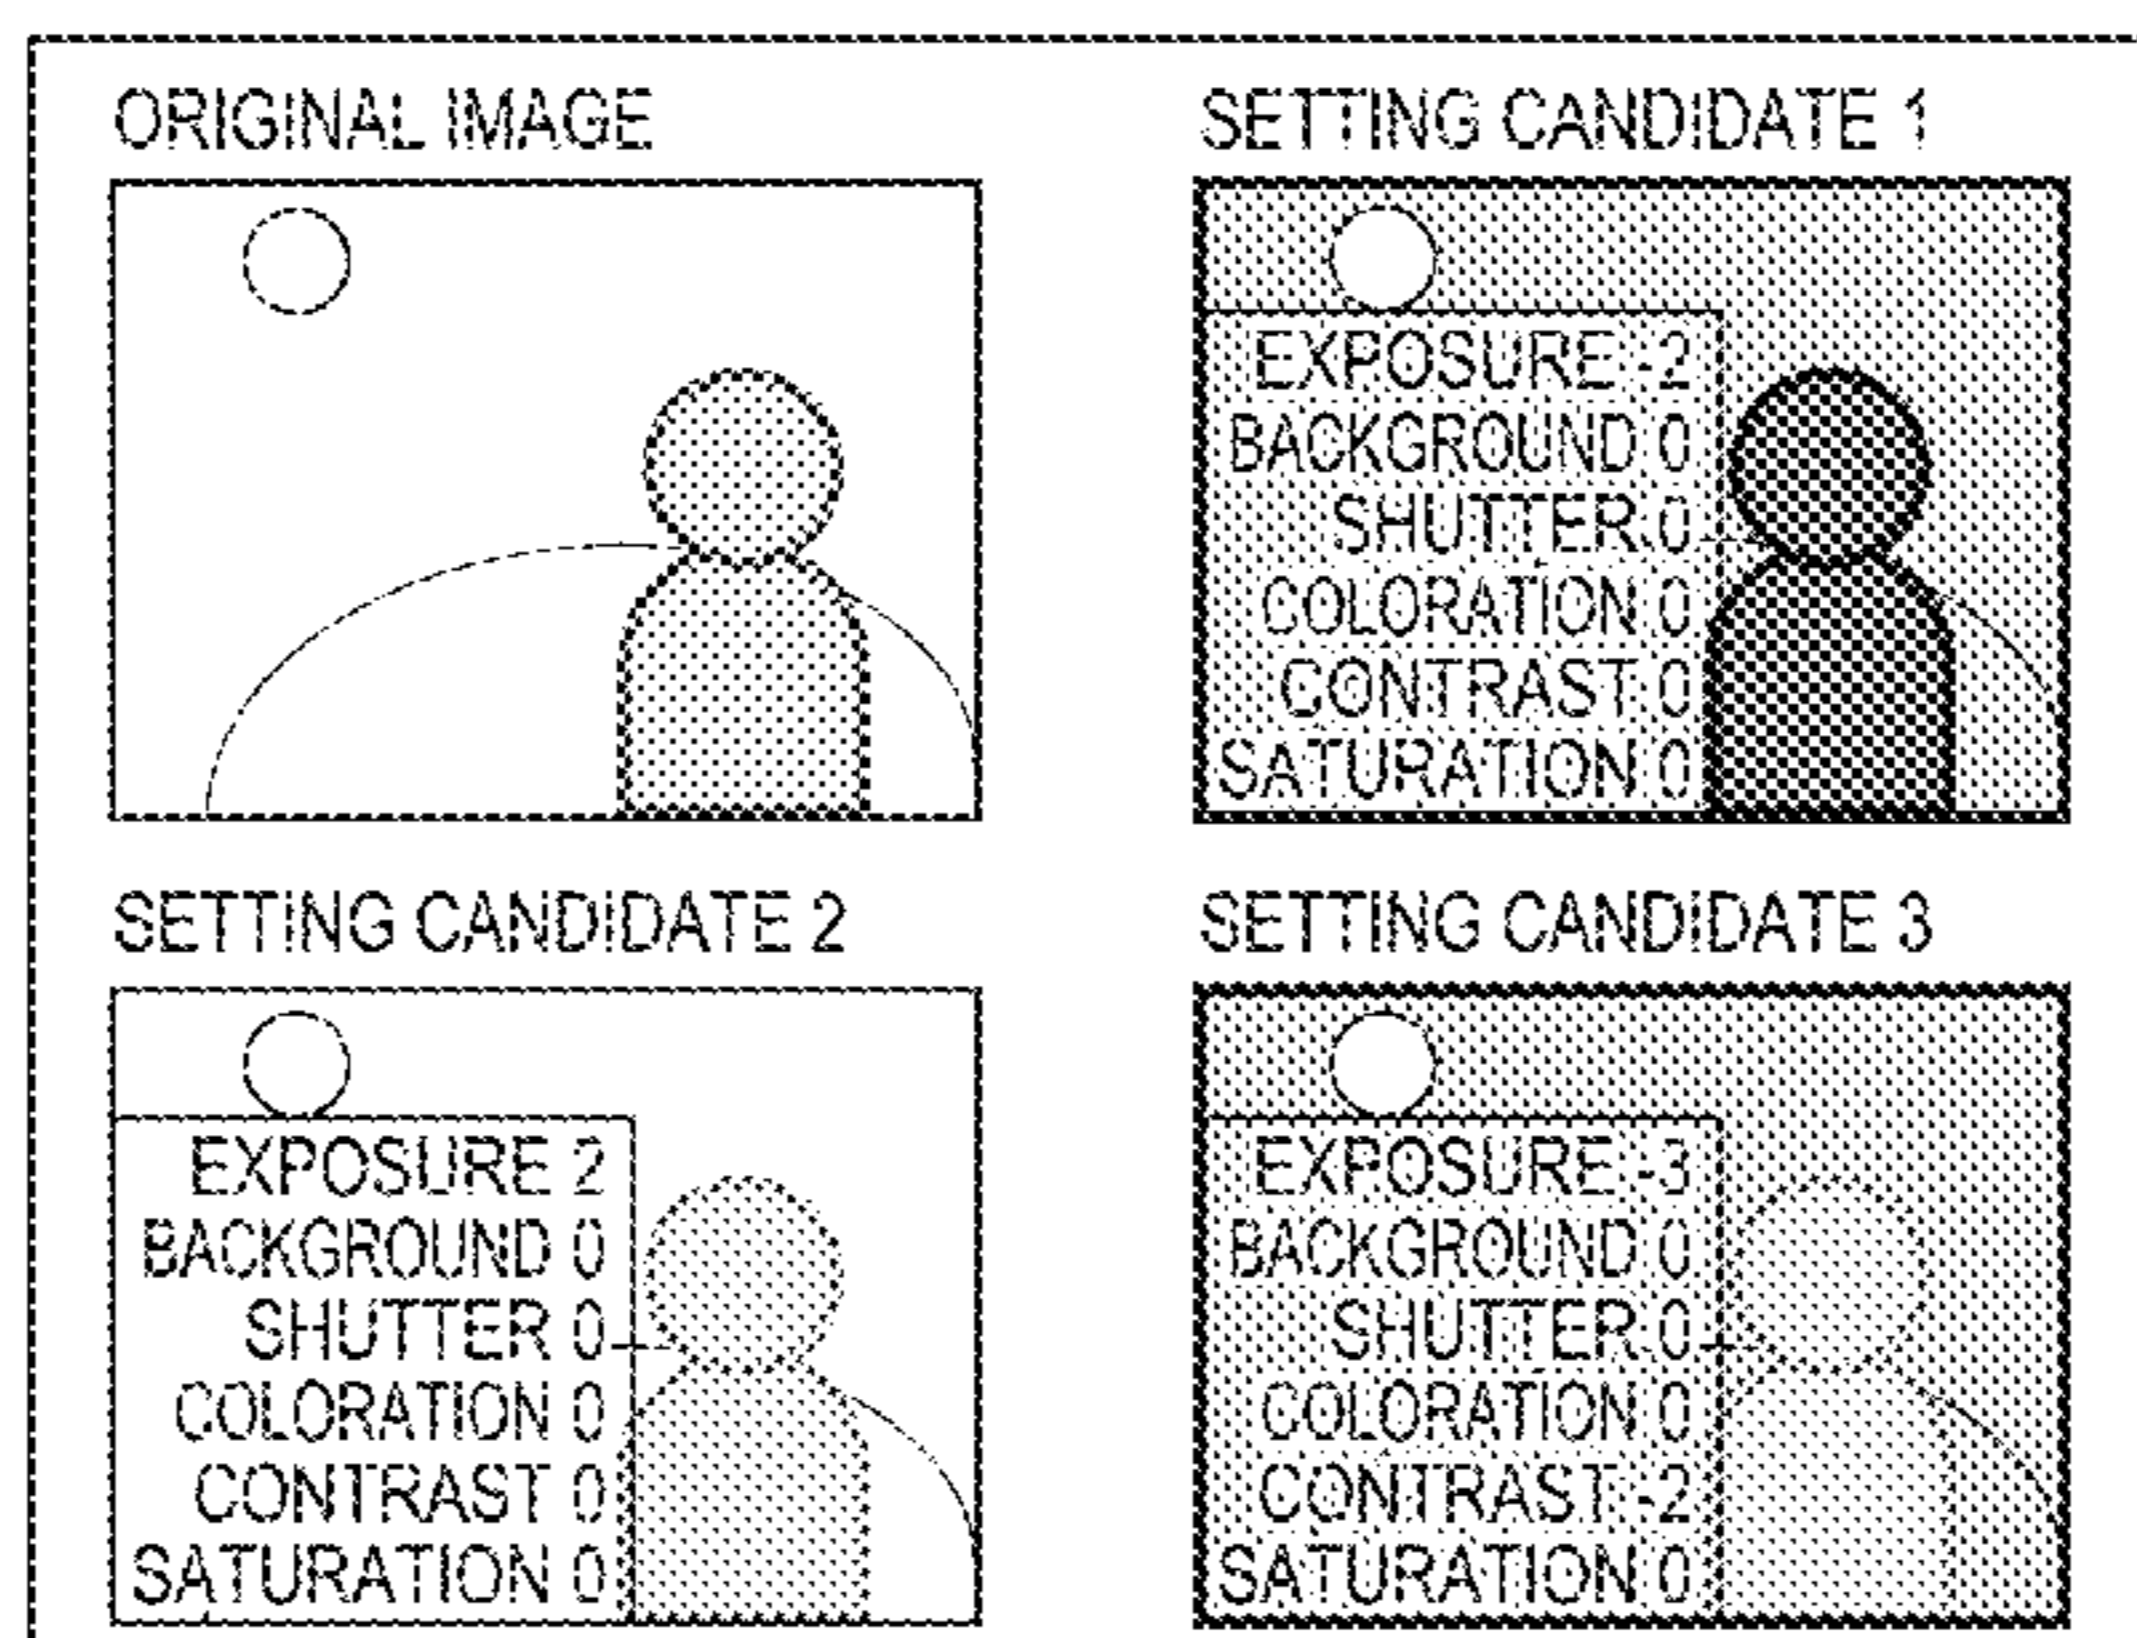 ORIGINAL IMAGE
SETTING CANDIDATE 1
EXPOSURE -2
BACKGROUND 0
SHUTTER 0
COLORATION 0
CONTRAST 0
SATURATION 0
SETTING CANDIDATE 2
EXPOSURE 2
BACKGROUND 0
SHUTTER 0
COLORATION 0
CONTRAST 0
SATURATION 0
SETTING CANDIDATE 3
EXPOSURE -3
BACKGROUND 0
SHUTTER 0
COLORATION 0
CONTRAST -2
SATURATION 0